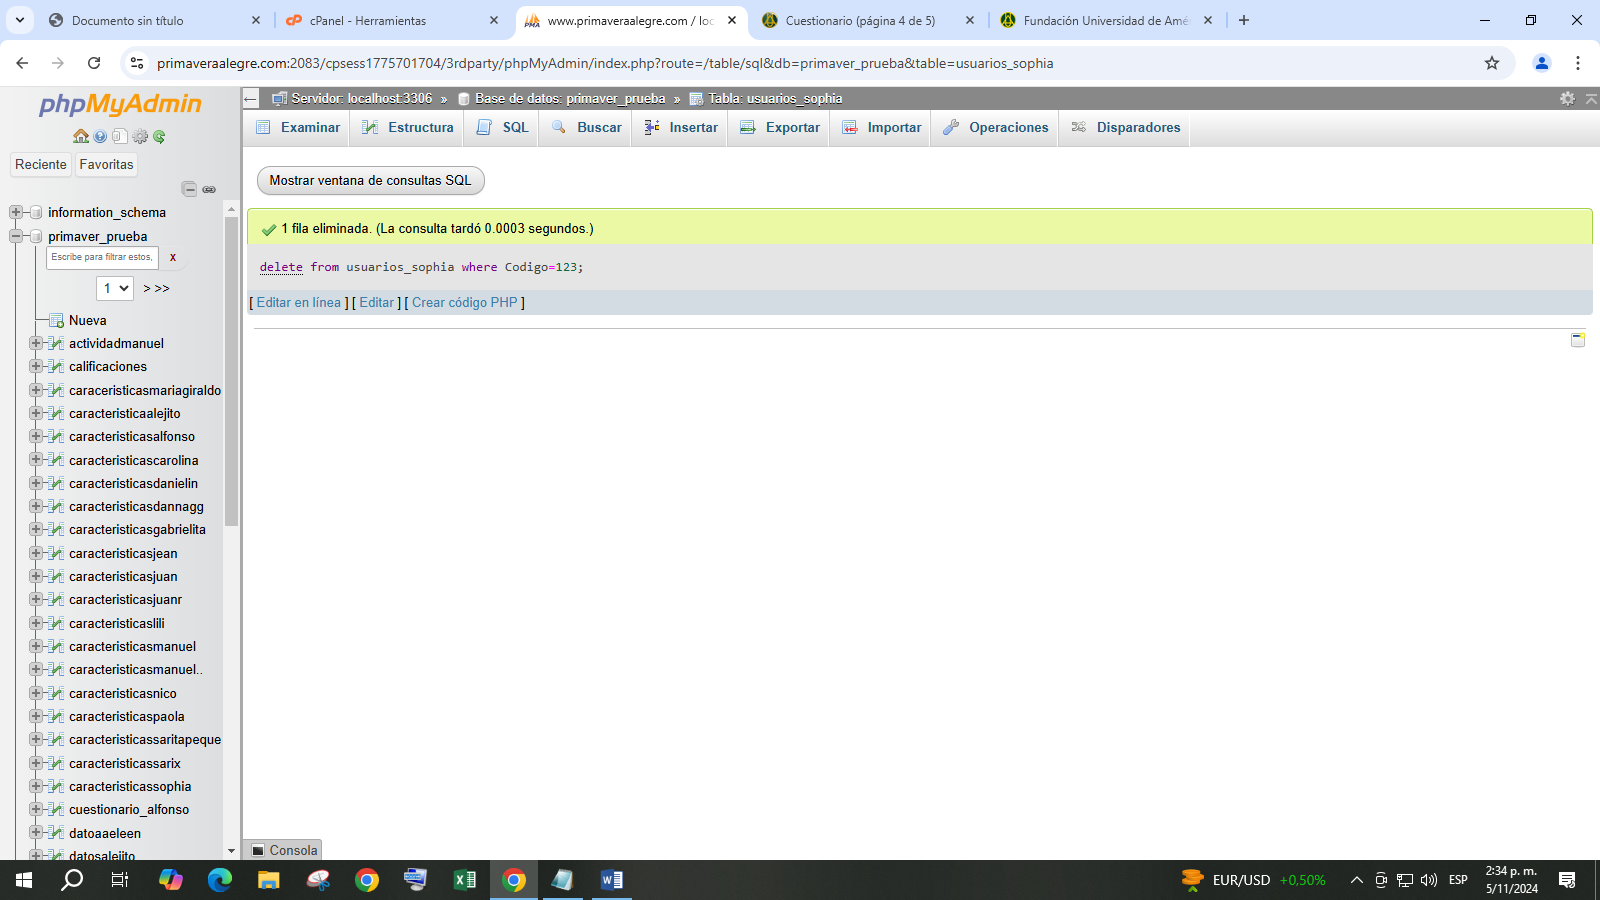 Documento sin título
cPanel - Herramientas
www.primaveraalegre.com / loc
Cuestionario (página 4 de 5)
Fundación Universidad de Amé
primaveraalegre.com:2083/cpsess1775701704/3rdparty/phpMyAdmin/index.php?route=/table/sql&db=primaver_prueba&table=usuarios_sophia
phpMyAdmin
Reciente
Favoritas
information_schema
primaver_prueba
Escribe para filtrar estos,
x
1
> >>
Nueva
actividadmanuel
calificaciones
caraceristicasmariagiraldo
caracteristicaalejito
caracteristicasalfonso
caracteristicascarolina
caracteristicasdanielin
caracteristicasdannagg
caracteristicasgabrielita
caracteristicasjean
caracteristicasjuan
caracteristicasjuanr
caracteristicaslili
caracteristicasmanuel
caracteristicasmanuel..
caracteristicasnico
caracteristicaspaola
caracteristicassaritapeque
caracteristicassarix
caracteristicassophia
cuestionario_alfonso
datoaaeleen
datosalejito
Servidor: localhost:3306 » Base de datos: primaver_prueba » Tabla: usuarios_sophia
Examinar
Estructura
SQL
Buscar
Insertar
Exportar
Importar
Operaciones
Disparadores
Mostrar ventana de consultas SQL
1 fila eliminada. (La consulta tardó 0.0003 segundos.)
delete from usuarios_sophia where Codigo=123;
[ Editar en línea ] [ Editar ] [ Crear código PHP ]
Consola
EUR/USD +0,50%
ESP
2:34 p. m.
5/11/2024